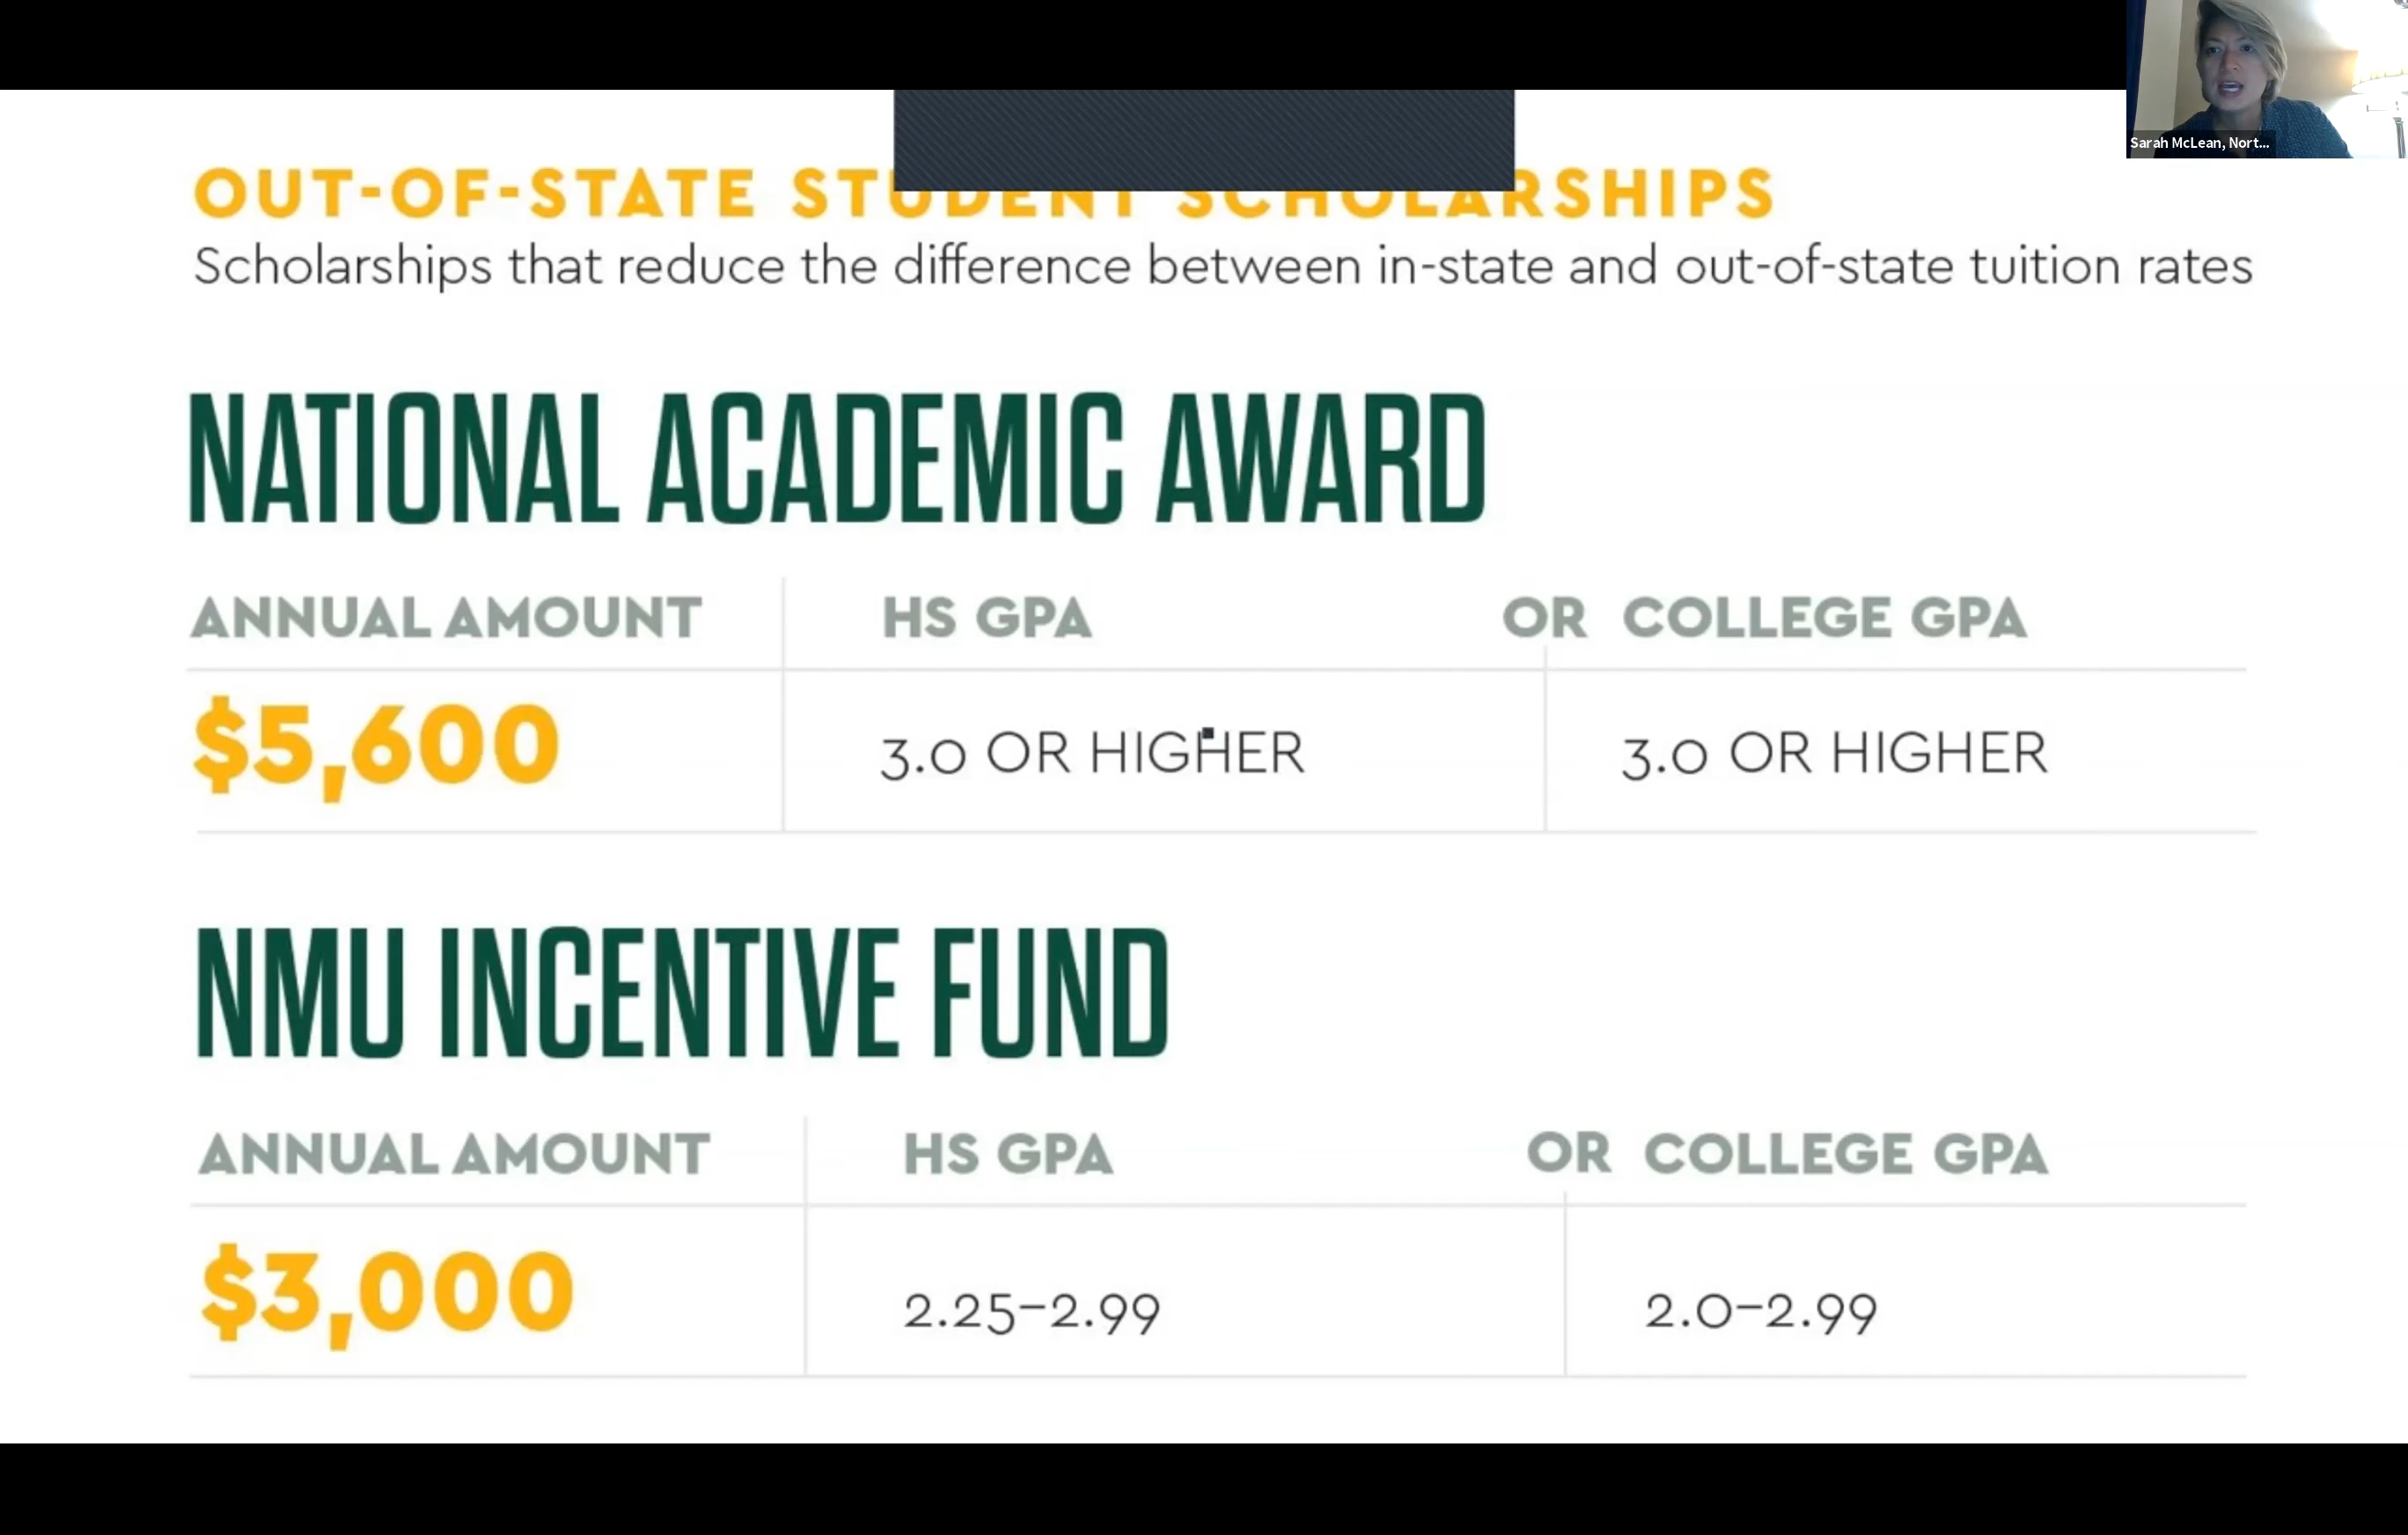 OUT-OF-STATE STUDENT SCHOLARSHIPS
Scholarships that reduce the difference between in-state and out-of-state tuition rates
NATIONAL ACADEMIC AWARD
ANNUAL AMOUNT HS GPA OR COLLEGE GPA
$5,600 3.0 OR HIGHER 3.0 OR HIGHER
NMU INCENTIVE FUND
ANNUAL AMOUNT HS GPA OR COLLEGE GPA
$3,000 2.25–2.99 2.0–2.99
Sarah McLean, Nort...